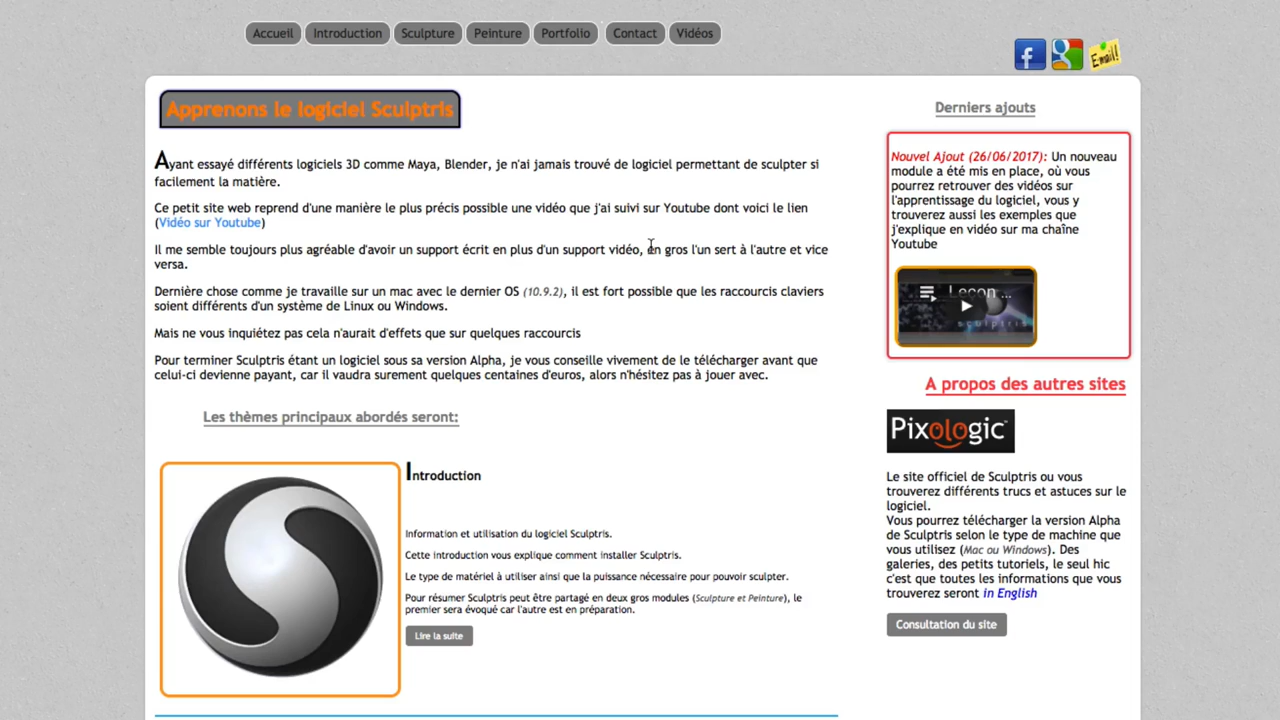 Accueil
Introduction
Sculpture
Peinture
Portfolio
Contact
Vidéos
Email!
Apprenons le logiciel Sculptris
Ayant essayé différents logiciels 3D comme Maya, Blender, je n'ai jamais trouvé de logiciel permettant de sculpter si
facilement la matière.
Ce petit site web reprend d'une manière le plus précis possible une vidéo que j'ai suivi sur Youtube dont voici le lien
(Vidéo sur Youtube)
Il me semble toujours plus agréable d'avoir un support écrit en plus d'un support vidéo, en gros l'un sert à l'autre et vice
versa.
Dernière chose comme je travaille sur un mac avec le dernier OS (10.9.2), il est fort possible que les raccourcis claviers
soient différents d'un système de Linux ou Windows.
Mais ne vous inquiétez pas cela n'aurait d'effets que sur quelques raccourcis
Pour terminer Sculptris étant un logiciel sous sa version Alpha, je vous conseille vivement de le télécharger avant que
celui-ci devienne payant, car il vaudra surement quelques centaines d'euros, alors n'hésitez pas à jouer avec.
Les thèmes principaux abordés seront:
Introduction
Information et utilisation du logiciel Sculptris.
Cette introduction vous explique comment installer Sculptris.
Le type de matériel à utiliser ainsi que la puissance nécessaire pour pouvoir sculpter.
Pour résumer Sculptris peut être partagé en deux gros modules (Sculpture et Peinture), le
premier sera évoqué car l'autre est en préparation.
Lire la suite
Derniers ajouts
Nouvel Ajout (26/06/2017): Un nouveau
module a été mis en place, où vous
pourrez retrouver des vidéos sur
l'apprentissage du logiciel, vous y
trouverez aussi les exemples que
j'explique en vidéo sur ma chaîne
Youtube
Leçon ...
sculptris
A propos des autres sites
Pixologic
Le site officiel de Sculptris ou vous
trouverez différents trucs et astuces sur le
logiciel.
Vous pourrez télécharger la version Alpha
de Sculptris selon le type de machine que
vous utilisez (Mac ou Windows). Des
galeries, des petits tutoriels, le seul hic
c'est que toutes les informations que vous
trouverez seront in English
Consultation du site